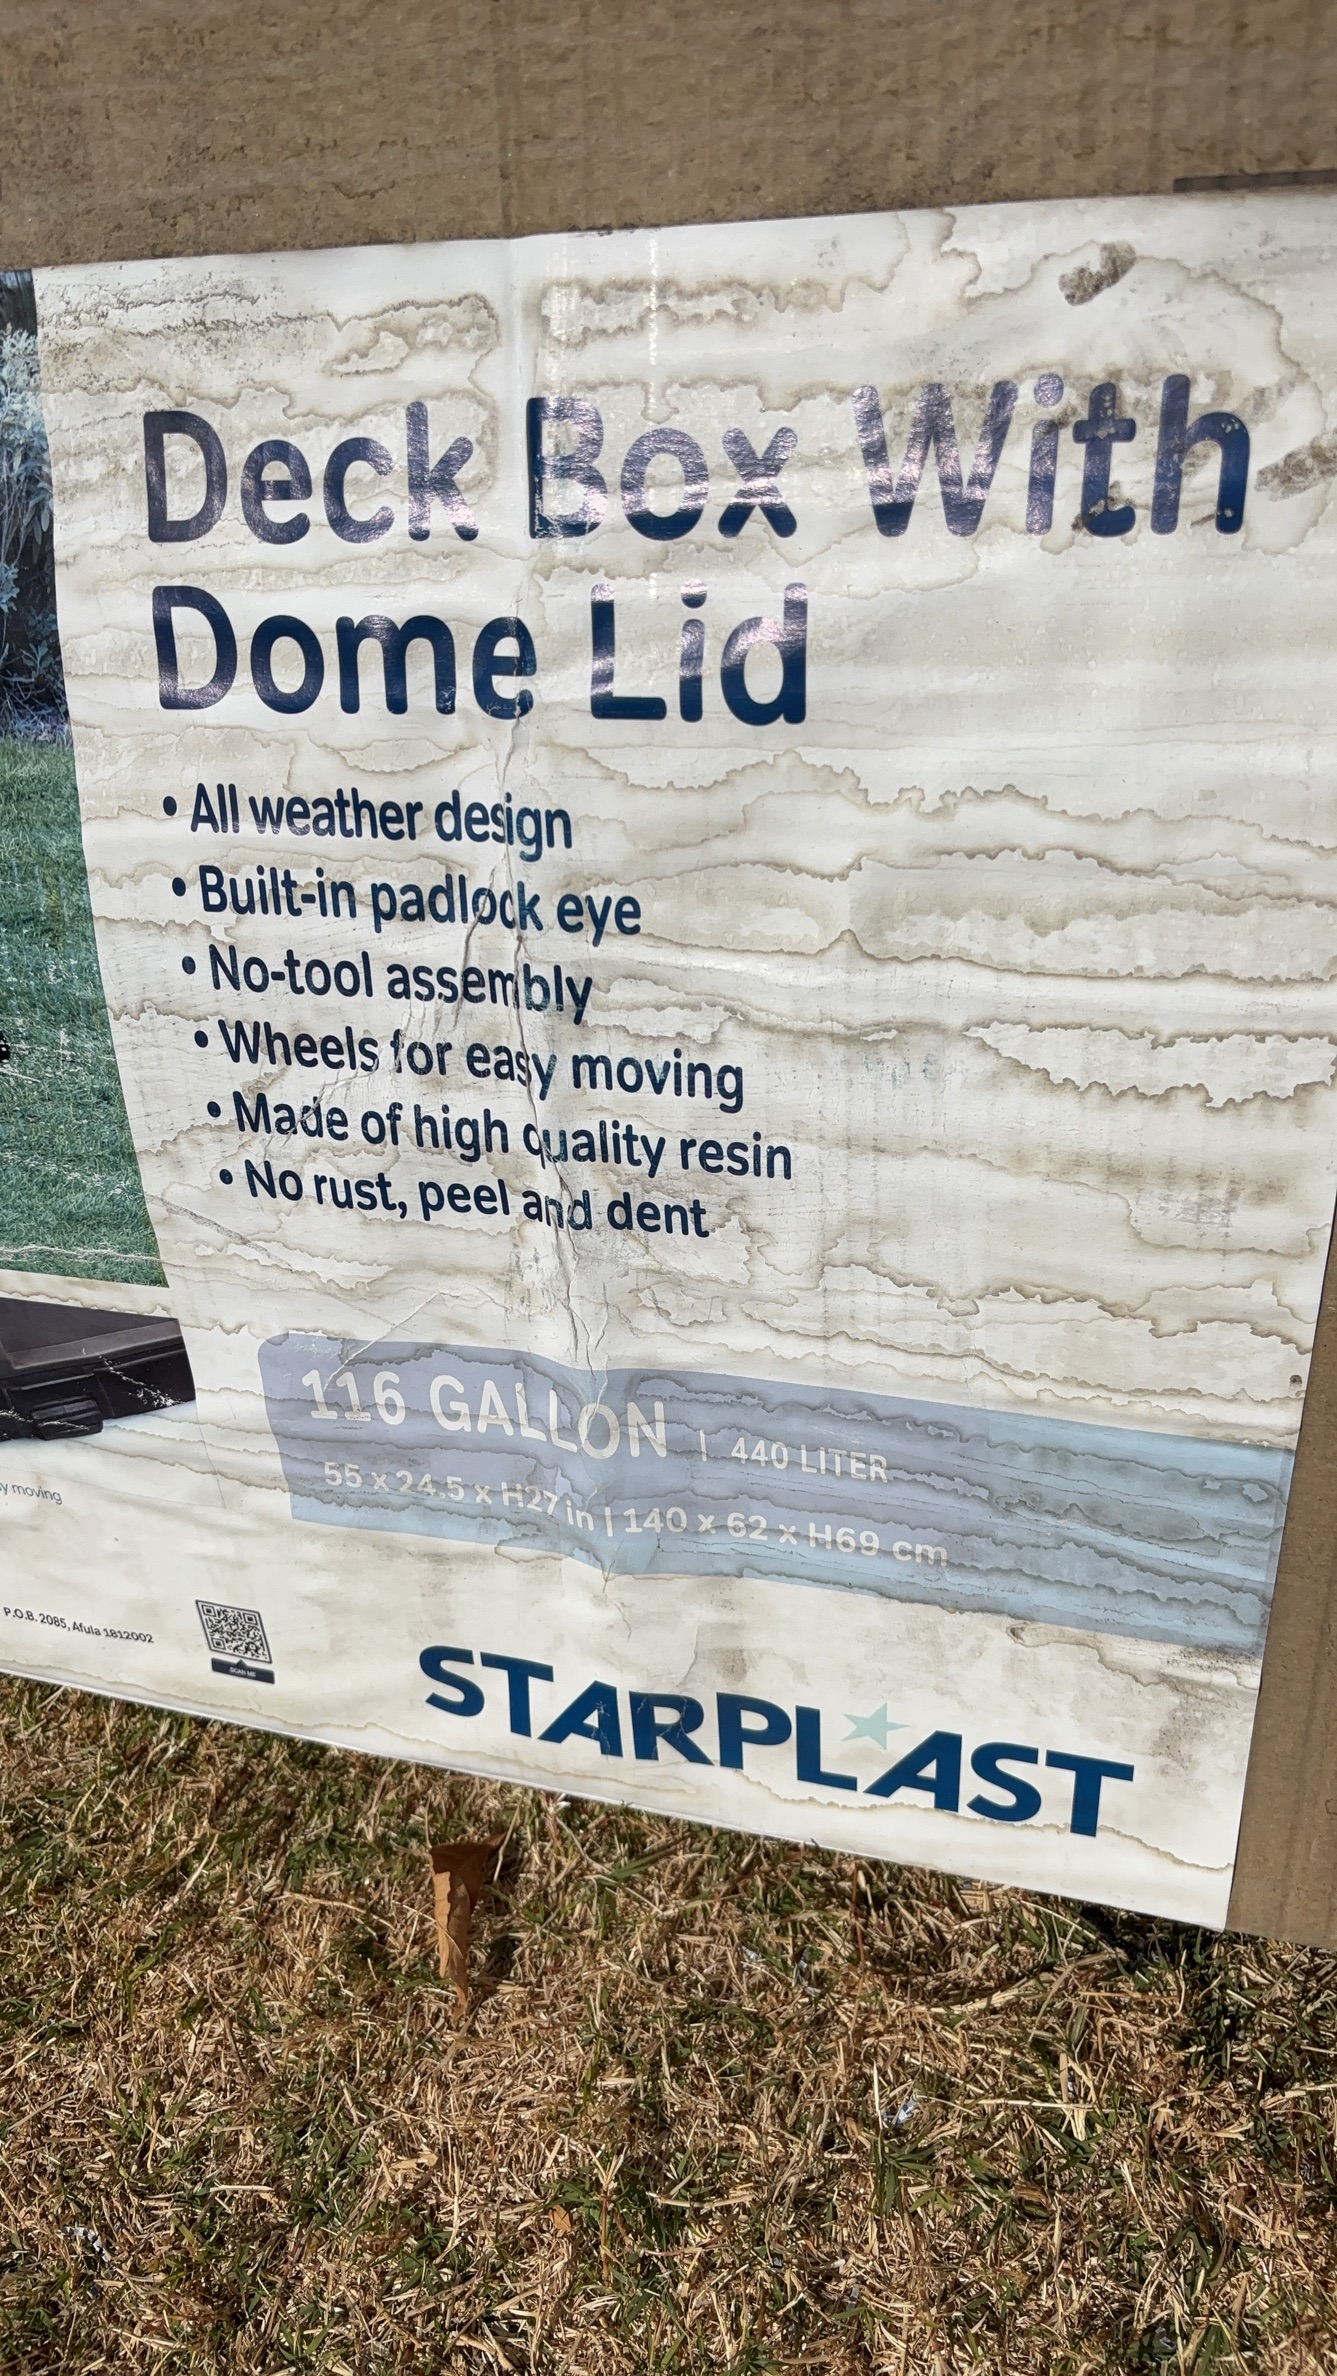 Deck Box With
Dome Lid
• All weather design
• Built-in padlock eye
• No-tool assembly
• Wheels for easy moving
• Made of high quality resin
• No rust, peel and dent
116 GALLON | 440 LITER
55 x 24.5 x H27 in | 140 x 62 x H69 cm
y moving
P.O.B. 2085, Afula 1812002
SCAN ME
STARPLAST